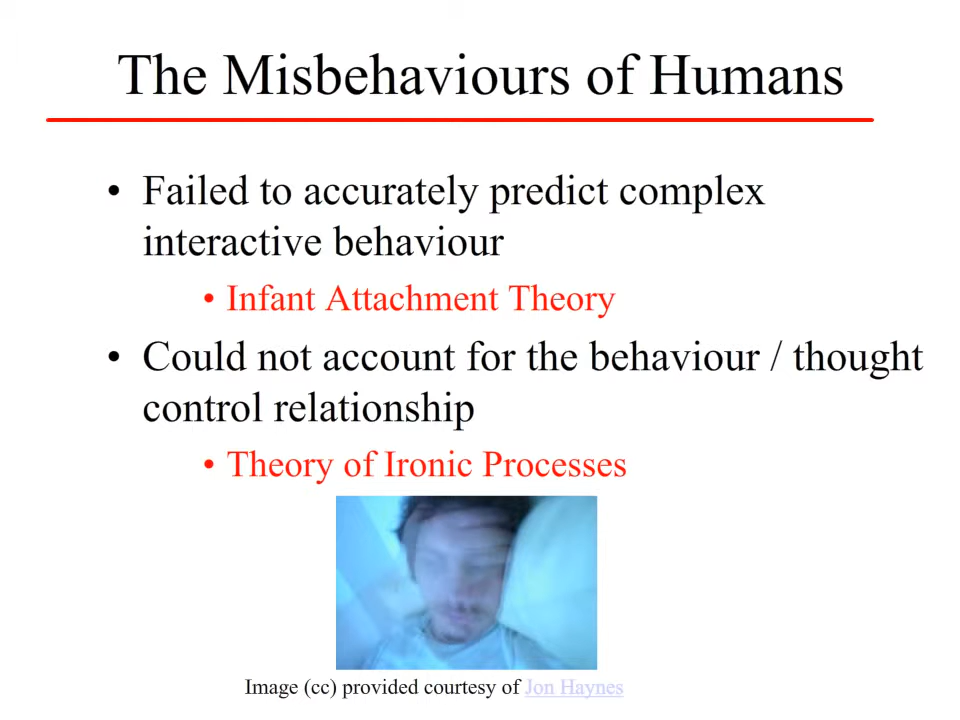 The Misbehaviours of Humans
• Failed to accurately predict complex
interactive behaviour
• Infant Attachment Theory
• Could not account for the behaviour / thought
control relationship
• Theory of Ironic Processes
Image (cc) provided courtesy of Jon Haynes